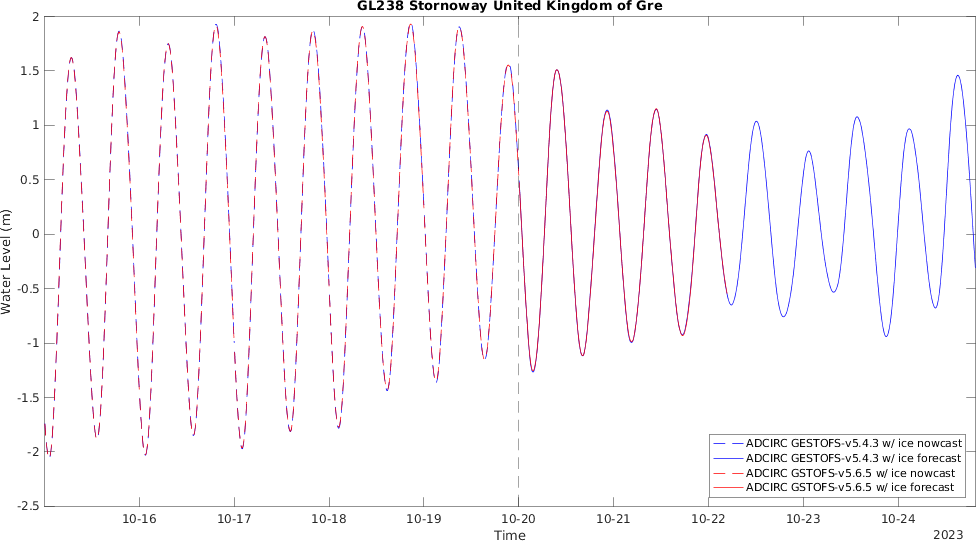 GL238 Stornoway United Kingdom of Gre
Water Level (m)
2
1.5
1
0.5
0
-0.5
-1
-1.5
-2
-2.5
ADCIRC GESTOFS-v5.4.3 w/ ice nowcast
ADCIRC GESTOFS-v5.4.3 w/ ice forecast
ADCIRC GSTOFS-v5.6.5 w/ ice nowcast
ADCIRC GSTOFS-v5.6.5 w/ ice forecast
10-16 10-17 10-18 10-19 10-20 10-21 10-22 10-23 10-24
Time
2023